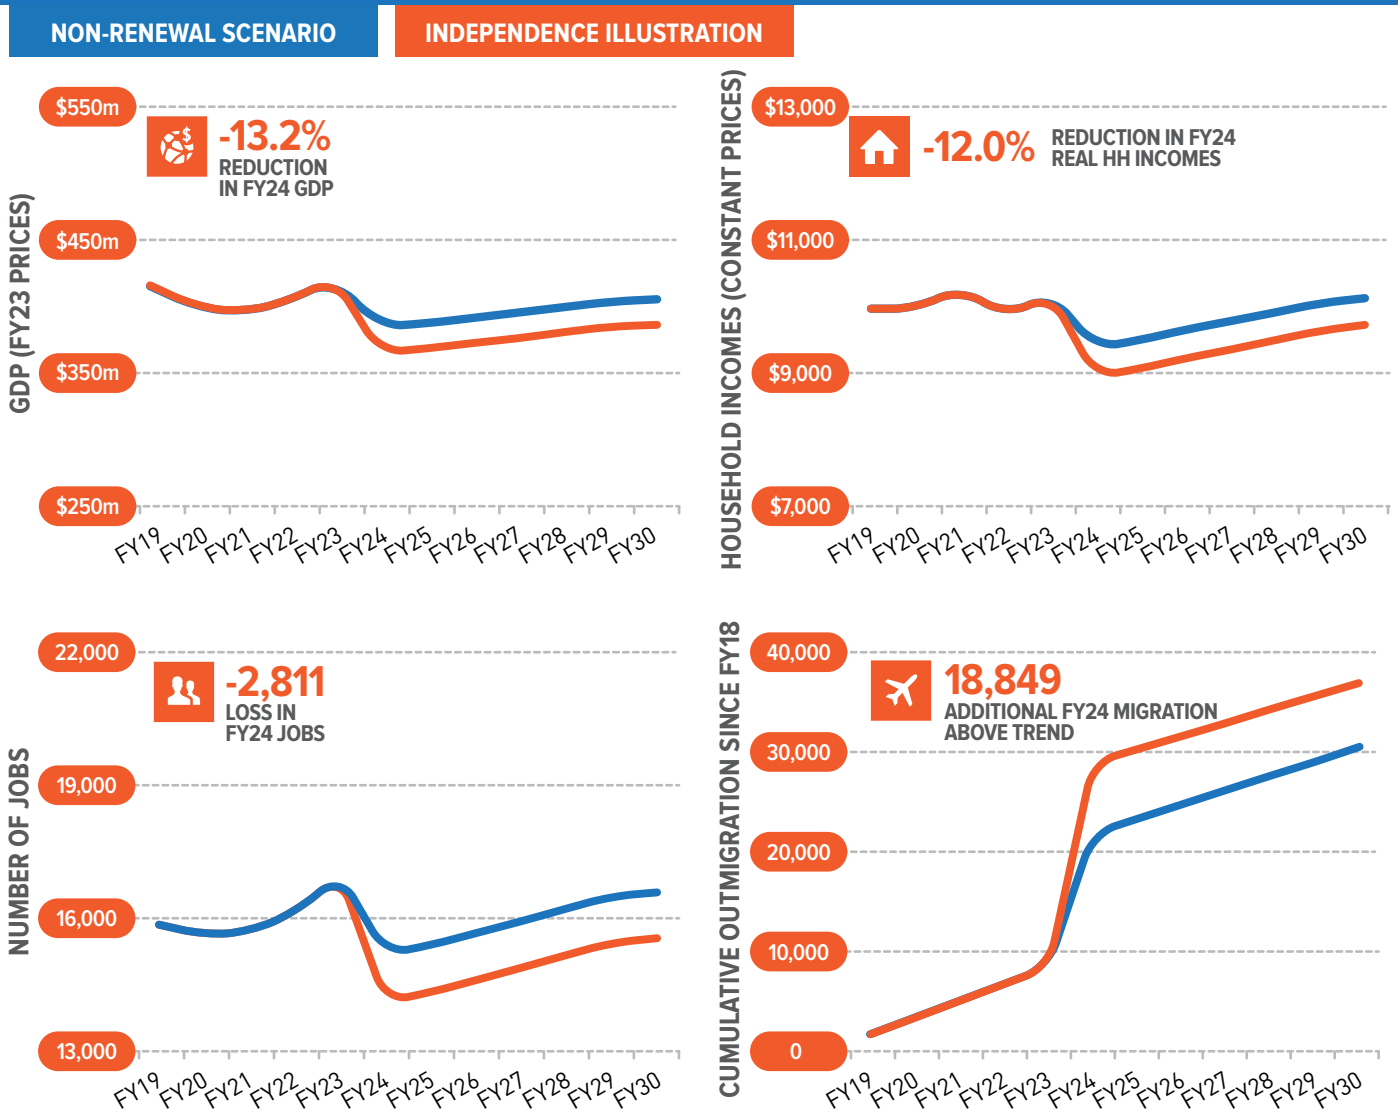 NON-RENEWAL SCENARIO
INDEPENDENCE ILLUSTRATION
GDP (FY23 PRICES)
$550m
$450m
$350m
$250m
-13.2%
REDUCTION
IN FY24 GDP
FY19 FY20 FY21 FY22 FY23 FY24 FY25 FY26 FY27 FY28 FY29 FY30
HOUSEHOLD INCOMES (CONSTANT PRICES)
$13,000
$11,000
$9,000
$7,000
-12.0%
REDUCTION IN FY24
REAL HH INCOMES
FY19 FY20 FY21 FY22 FY23 FY24 FY25 FY26 FY27 FY28 FY29 FY30
NUMBER OF JOBS
22,000
19,000
16,000
13,000
-2,811
LOSS IN
FY24 JOBS
FY19 FY20 FY21 FY22 FY23 FY24 FY25 FY26 FY27 FY28 FY29 FY30
CUMULATIVE OUTMIGRATION SINCE FY18
40,000
30,000
20,000
10,000
0
18,849
ADDITIONAL FY24 MIGRATION
ABOVE TREND
FY19 FY20 FY21 FY22 FY23 FY24 FY25 FY26 FY27 FY28 FY29 FY30